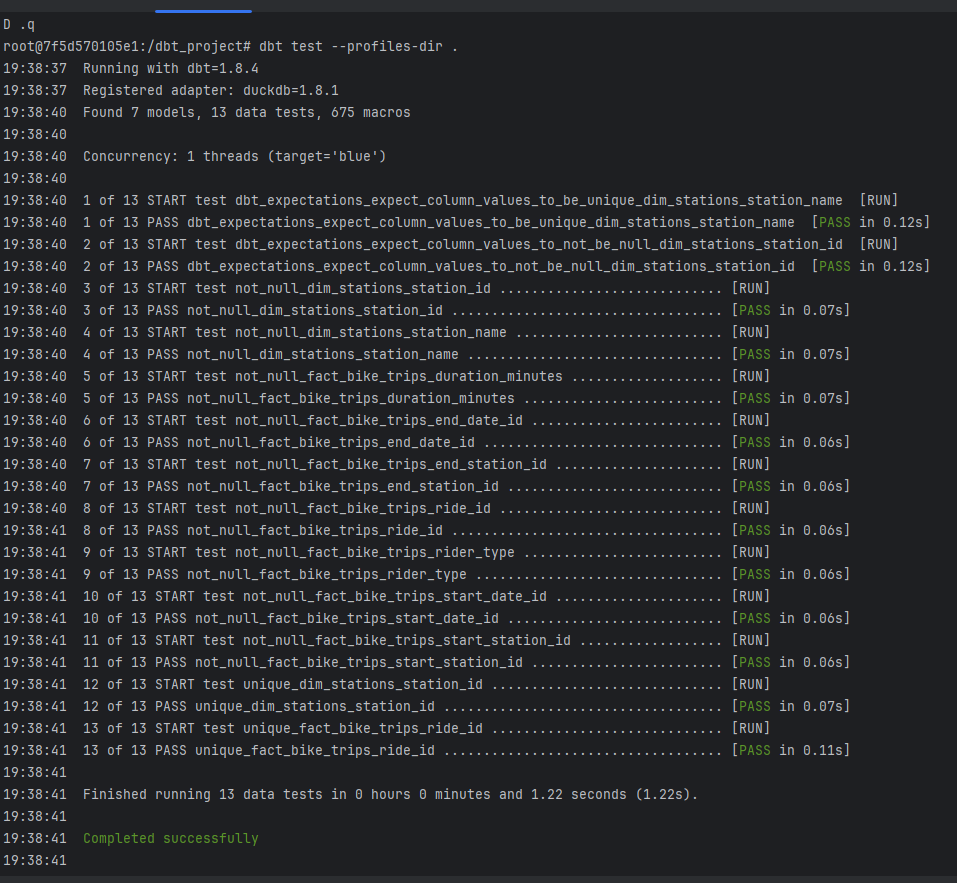 D .q
root@7f5d570105e1:/dbt_project# dbt test --profiles-dir .
19:38:37  Running with dbt=1.8.4
19:38:37  Registered adapter: duckdb=1.8.1
19:38:40  Found 7 models, 13 data tests, 675 macros
19:38:40
19:38:40  Concurrency: 1 threads (target='blue')
19:38:40
19:38:40  1 of 13 START test dbt_expectations_expect_column_values_to_be_unique_dim_stations_station_name  [RUN]
19:38:40  1 of 13 PASS dbt_expectations_expect_column_values_to_be_unique_dim_stations_station_name  [PASS in 0.12s]
19:38:40  2 of 13 START test dbt_expectations_expect_column_values_to_not_be_null_dim_stations_station_id  [RUN]
19:38:40  2 of 13 PASS dbt_expectations_expect_column_values_to_not_be_null_dim_stations_station_id  [PASS in 0.12s]
19:38:40  3 of 13 START test not_null_dim_stations_station_id ............................ [RUN]
19:38:40  3 of 13 PASS not_null_dim_stations_station_id .................................. [PASS in 0.07s]
19:38:40  4 of 13 START test not_null_dim_stations_station_name .......................... [RUN]
19:38:40  4 of 13 PASS not_null_dim_stations_station_name ................................ [PASS in 0.07s]
19:38:40  5 of 13 START test not_null_fact_bike_trips_duration_minutes ................... [RUN]
19:38:40  5 of 13 PASS not_null_fact_bike_trips_duration_minutes ......................... [PASS in 0.07s]
19:38:40  6 of 13 START test not_null_fact_bike_trips_end_date_id ........................ [RUN]
19:38:40  6 of 13 PASS not_null_fact_bike_trips_end_date_id .............................. [PASS in 0.06s]
19:38:40  7 of 13 START test not_null_fact_bike_trips_end_station_id ..................... [RUN]
19:38:40  7 of 13 PASS not_null_fact_bike_trips_end_station_id ........................... [PASS in 0.06s]
19:38:40  8 of 13 START test not_null_fact_bike_trips_ride_id ............................ [RUN]
19:38:41  8 of 13 PASS not_null_fact_bike_trips_ride_id .................................. [PASS in 0.06s]
19:38:41  9 of 13 START test not_null_fact_bike_trips_rider_type ......................... [RUN]
19:38:41  9 of 13 PASS not_null_fact_bike_trips_rider_type ............................... [PASS in 0.06s]
19:38:41  10 of 13 START test not_null_fact_bike_trips_start_date_id ..................... [RUN]
19:38:41  10 of 13 PASS not_null_fact_bike_trips_start_date_id ........................... [PASS in 0.06s]
19:38:41  11 of 13 START test not_null_fact_bike_trips_start_station_id .................. [RUN]
19:38:41  11 of 13 PASS not_null_fact_bike_trips_start_station_id ........................ [PASS in 0.06s]
19:38:41  12 of 13 START test unique_dim_stations_station_id ............................. [RUN]
19:38:41  12 of 13 PASS unique_dim_stations_station_id ................................... [PASS in 0.07s]
19:38:41  13 of 13 START test unique_fact_bike_trips_ride_id ............................. [RUN]
19:38:41  13 of 13 PASS unique_fact_bike_trips_ride_id ................................... [PASS in 0.11s]
19:38:41
19:38:41  Finished running 13 data tests in 0 hours 0 minutes and 1.22 seconds (1.22s).
19:38:41
19:38:41  Completed successfully
19:38:41